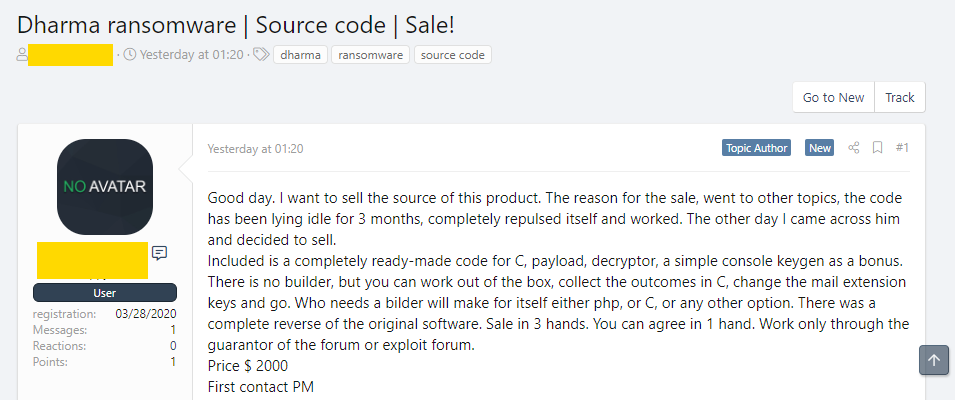 Dharma ransomware | Source code | Sale!
· Yesterday at 01:20 · dharma ransomware source code
Go to New Track
NO AVATAR
User
registration: 03/28/2020
Messages: 1
Reactions: 0
Points: 1
Yesterday at 01:20 Topic Author New #1
Good day. I want to sell the source of this product. The reason for the sale, went to other topics, the code
has been lying idle for 3 months, completely repulsed itself and worked. The other day I came across him
and decided to sell.
Included is a completely ready-made code for C, payload, decryptor, a simple console keygen as a bonus.
There is no builder, but you can work out of the box, collect the outcomes in C, change the mail extension
keys and go. Who needs a bilder will make for itself either php, or C, or any other option. There was a
complete reverse of the original software. Sale in 3 hands. You can agree in 1 hand. Work only through the
guarantor of the forum or exploit forum.
Price $ 2000
First contact PM